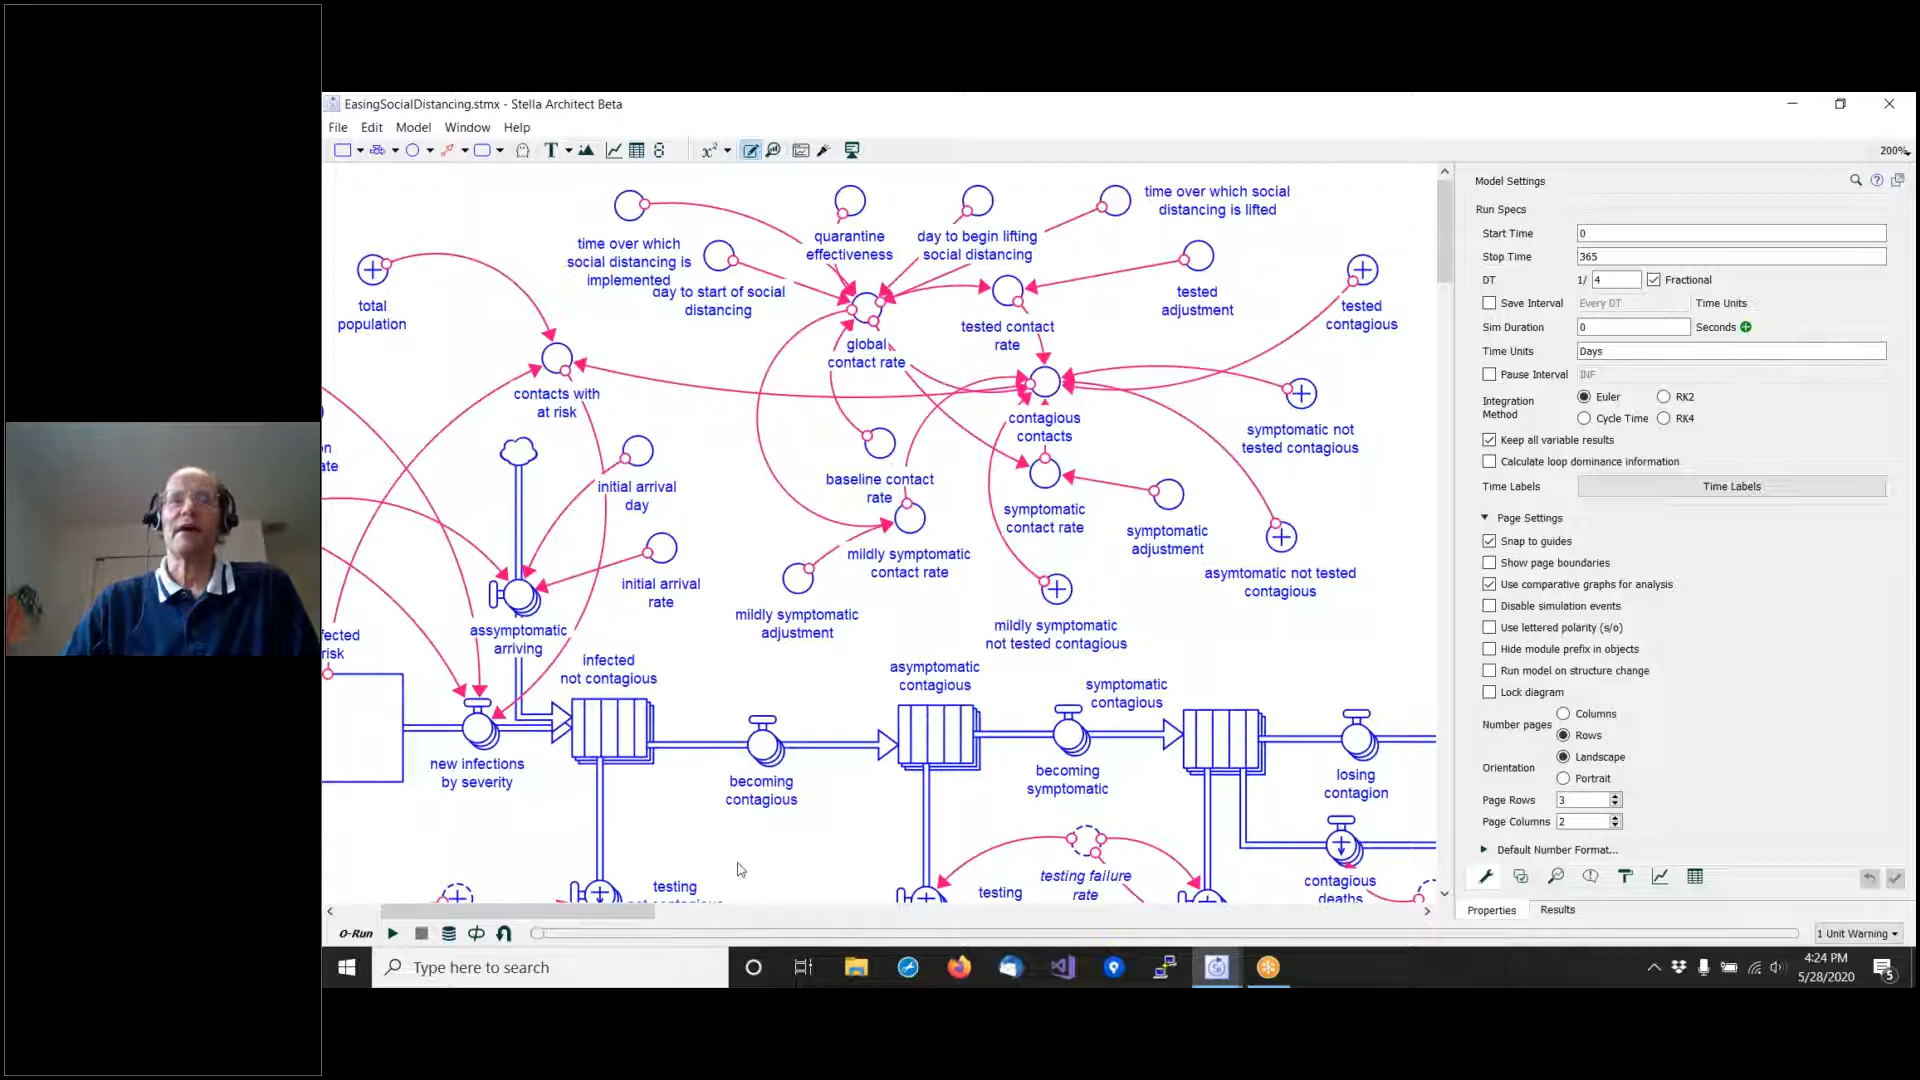 EasingSocialDistancing.stmx - Stella Architect Beta
File Edit Model Window Help
200%
time over which
social distancing is
implemented
quarantine
effectiveness
day to begin lifting
social distancing
time over which social
distancing is lifted
day to start of social
distancing
total
population
tested
adjustment
tested
contagious
tested contact
rate
global
contact rate
contacts with
at risk
contagious
contacts
symptomatic not
tested contagious
initial arrival
day
baseline contact
rate
symptomatic
contact rate
symptomatic
adjustment
mildly symptomatic
contact rate
asymtomatic not tested
contagious
initial arrival
rate
mildly symptomatic
adjustment
mildly symptomatic
not tested contagious
assymptomatic
arriving
infected
not contagious
asymptomatic
contagious
symptomatic
contagious
new infections
by severity
becoming
contagious
becoming
symptomatic
losing
contagion
testing failure
rate
contagious
deaths
testing
not contagious
testing
risk
O-Run
Model Settings
Run Specs
Start Time 0
Stop Time 365
DT 1/ 4 Fractional
Save Interval Every DT Time Units
Sim Duration 0 Seconds
Time Units Days
Pause Interval INF
Integration
Method
Euler RK2
Cycle Time RK4
Keep all variable results
Calculate loop dominance information
Time Labels Time Labels
Page Settings
Snap to guides
Show page boundaries
Use comparative graphs for analysis
Disable simulation events
Use lettered polarity (s/o)
Hide module prefix in objects
Run model on structure change
Lock diagram
Number pages Columns
Rows
Orientation Landscape
Portrait
Page Rows 3
Page Columns 2
Default Number Format...
Properties Results
1 Unit Warning
Type here to search
4:24 PM
5/28/2020
5